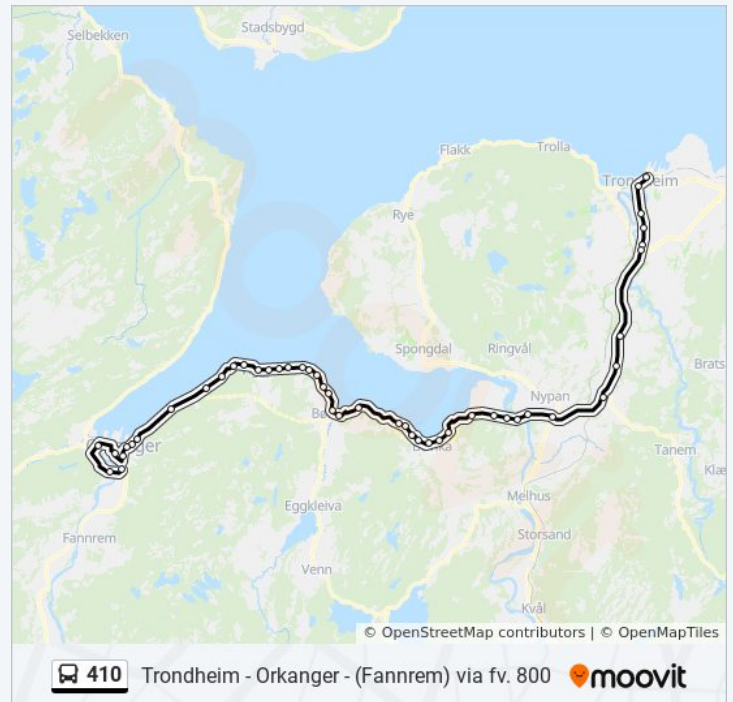 Selbekken
Stadsbygd
Flakk
Trolla
Trondheim
Rye
Spongdal
Ringvål
Nypan
Brats
Tanem
Klæ
Melhus
Eggkleiva
Storsand
Fannrem
Venn
Kvål
© OpenStreetMap contributors | © OpenMapTiles
410 Trondheim - Orkanger - (Fannrem) via fv. 800 moovit